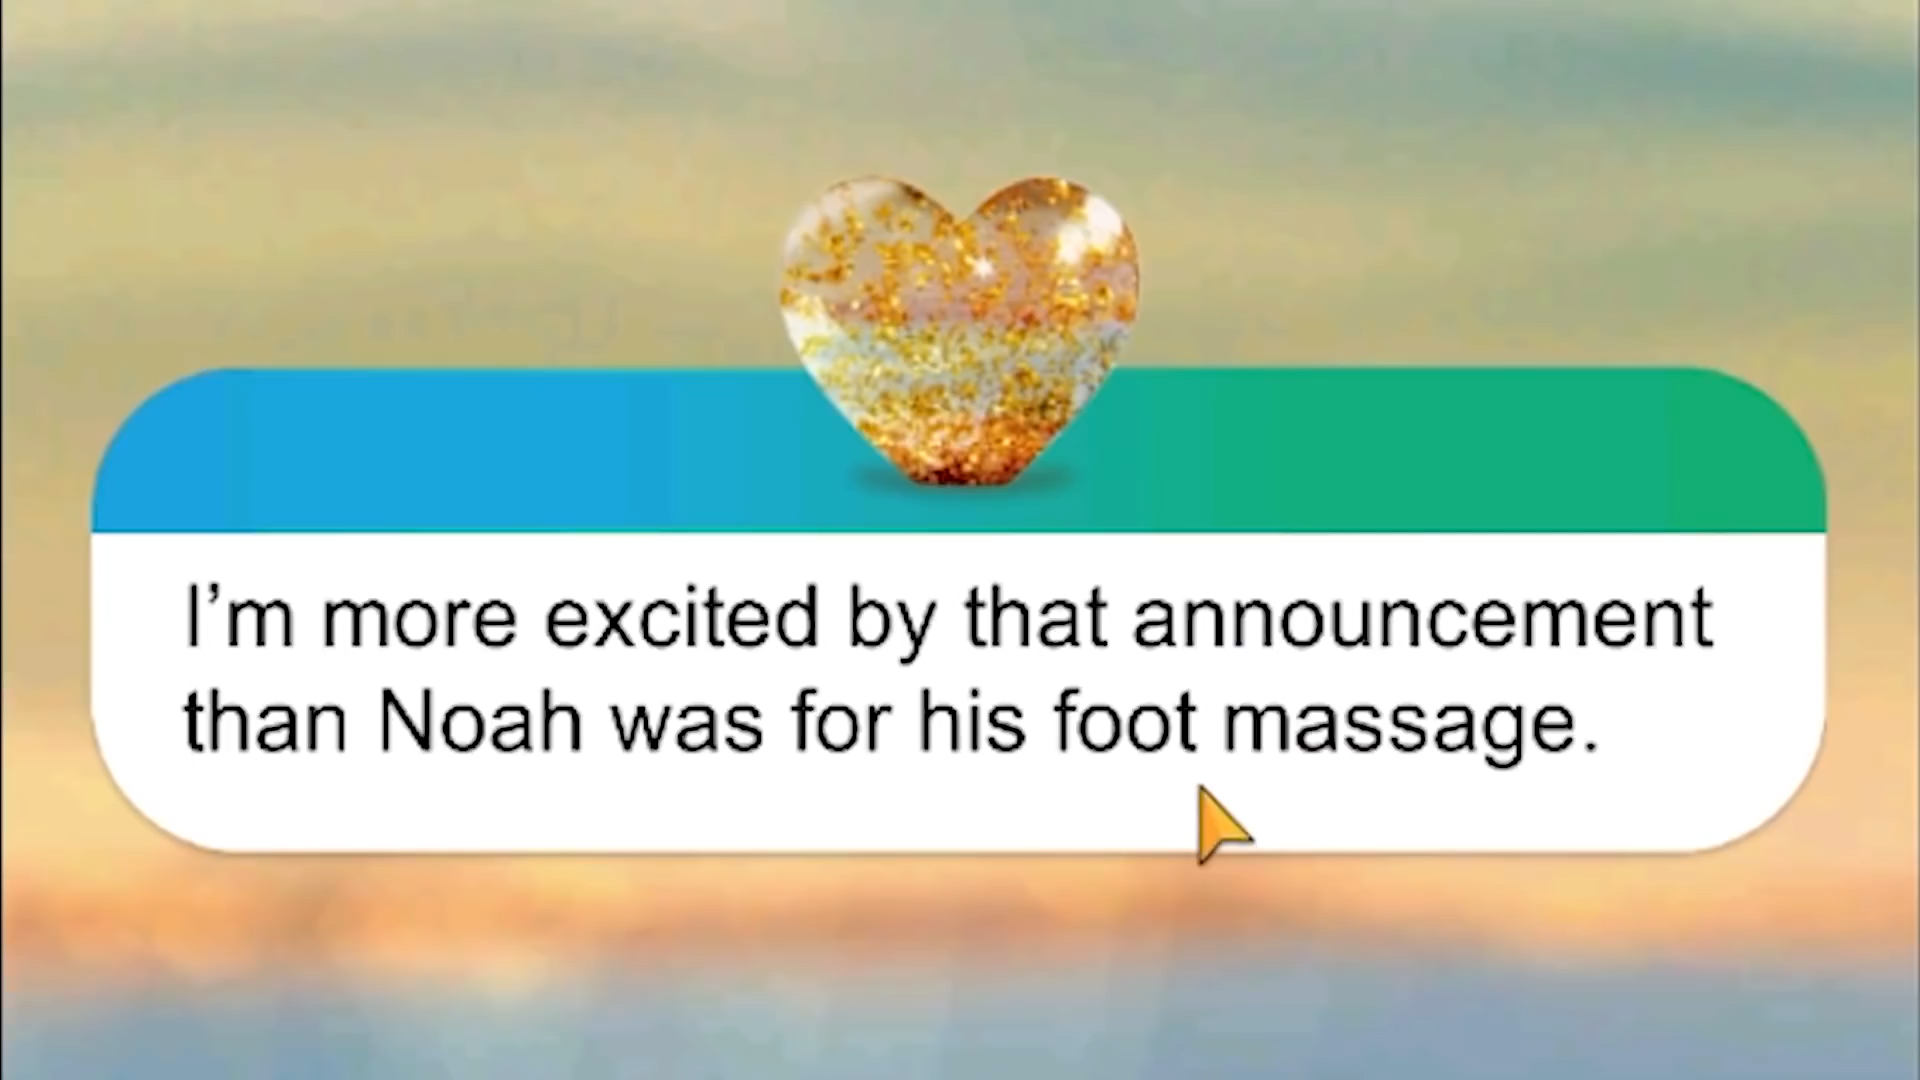 I’m more excited by that announcement
than Noah was for his foot massage.